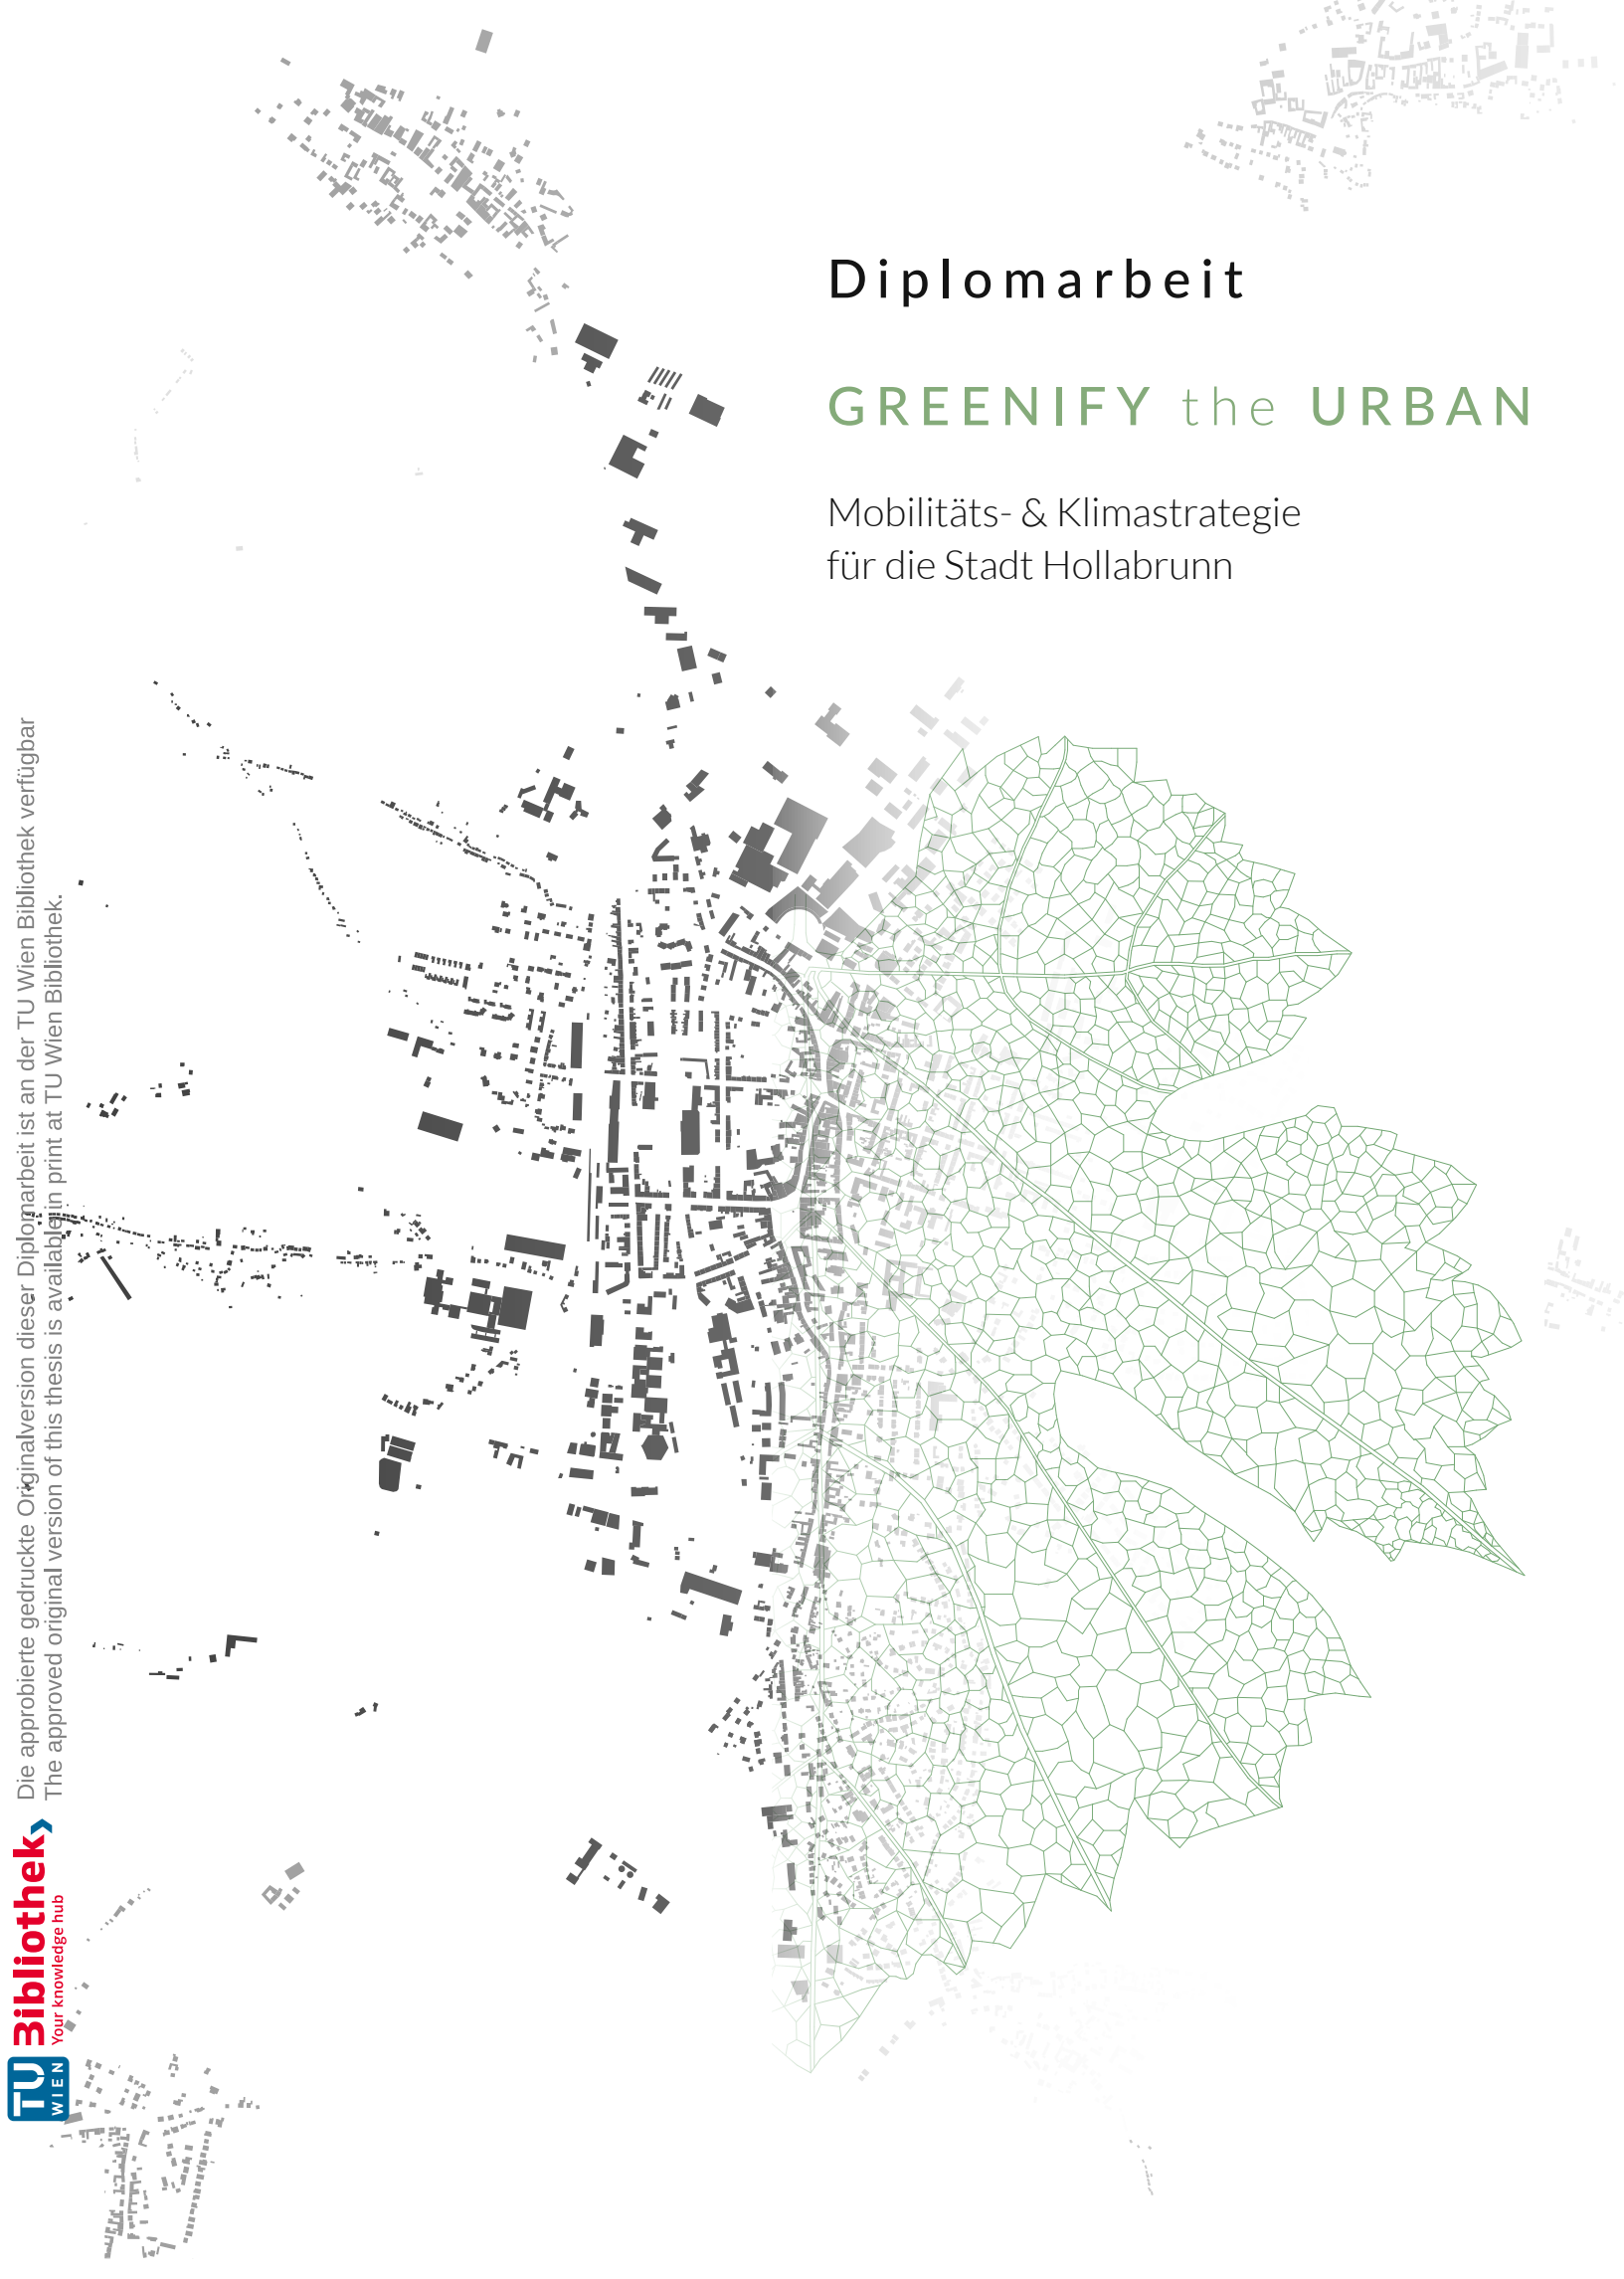 Diplomarbeit
GREENIFY the URBAN
Mobilitäts- & Klimastrategie
für die Stadt Hollabrunn
Die approbierte gedruckte Originalversion dieser Diplomarbeit ist an der TU Wien Bibliothek verfügbar
The approved original version of this thesis is available in print at TU Wien Bibliothek.
Bibliothek
Your knowledge hub
TU
WIEN